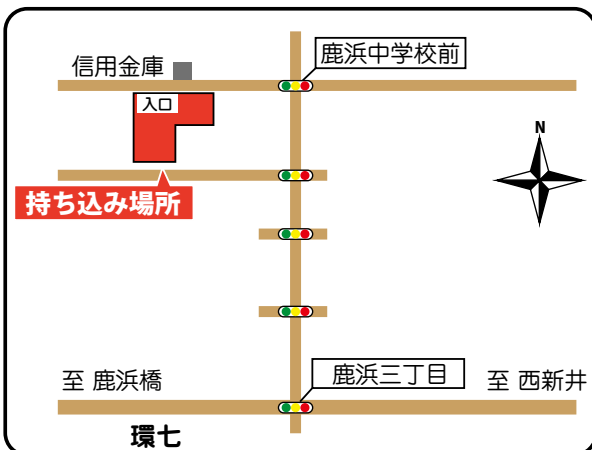 信用金庫
鹿浜中学校前
入口
N
持ち込み場所
至 鹿浜橋
鹿浜三丁目
至 西新井
環七